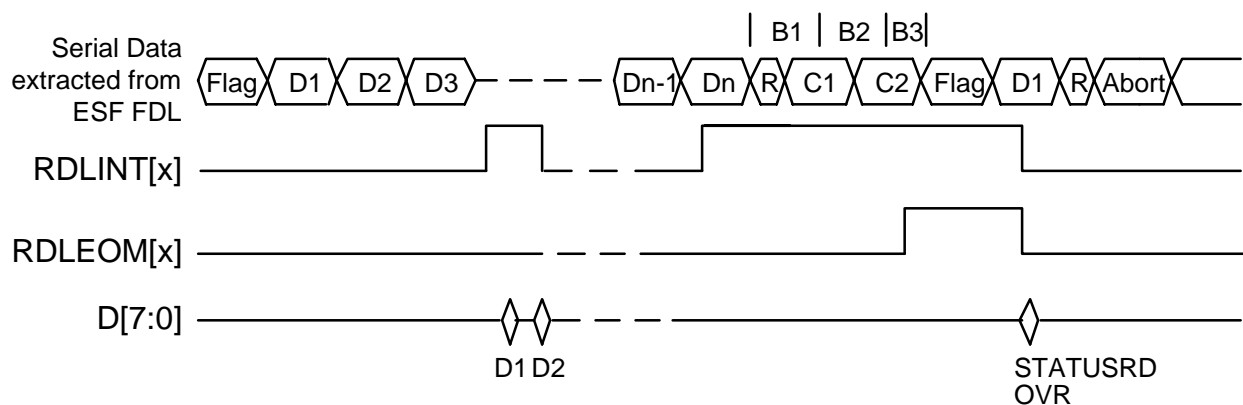 B1 B2 B3
Serial Data
extracted from
ESF FDL
Flag D1 D2 D3 Dn-1 Dn R C1 C2 Flag D1 R Abort
RDLINT[x]
RDLEOM[x]
D[7:0]
D1 D2 STATUSRD
OVR